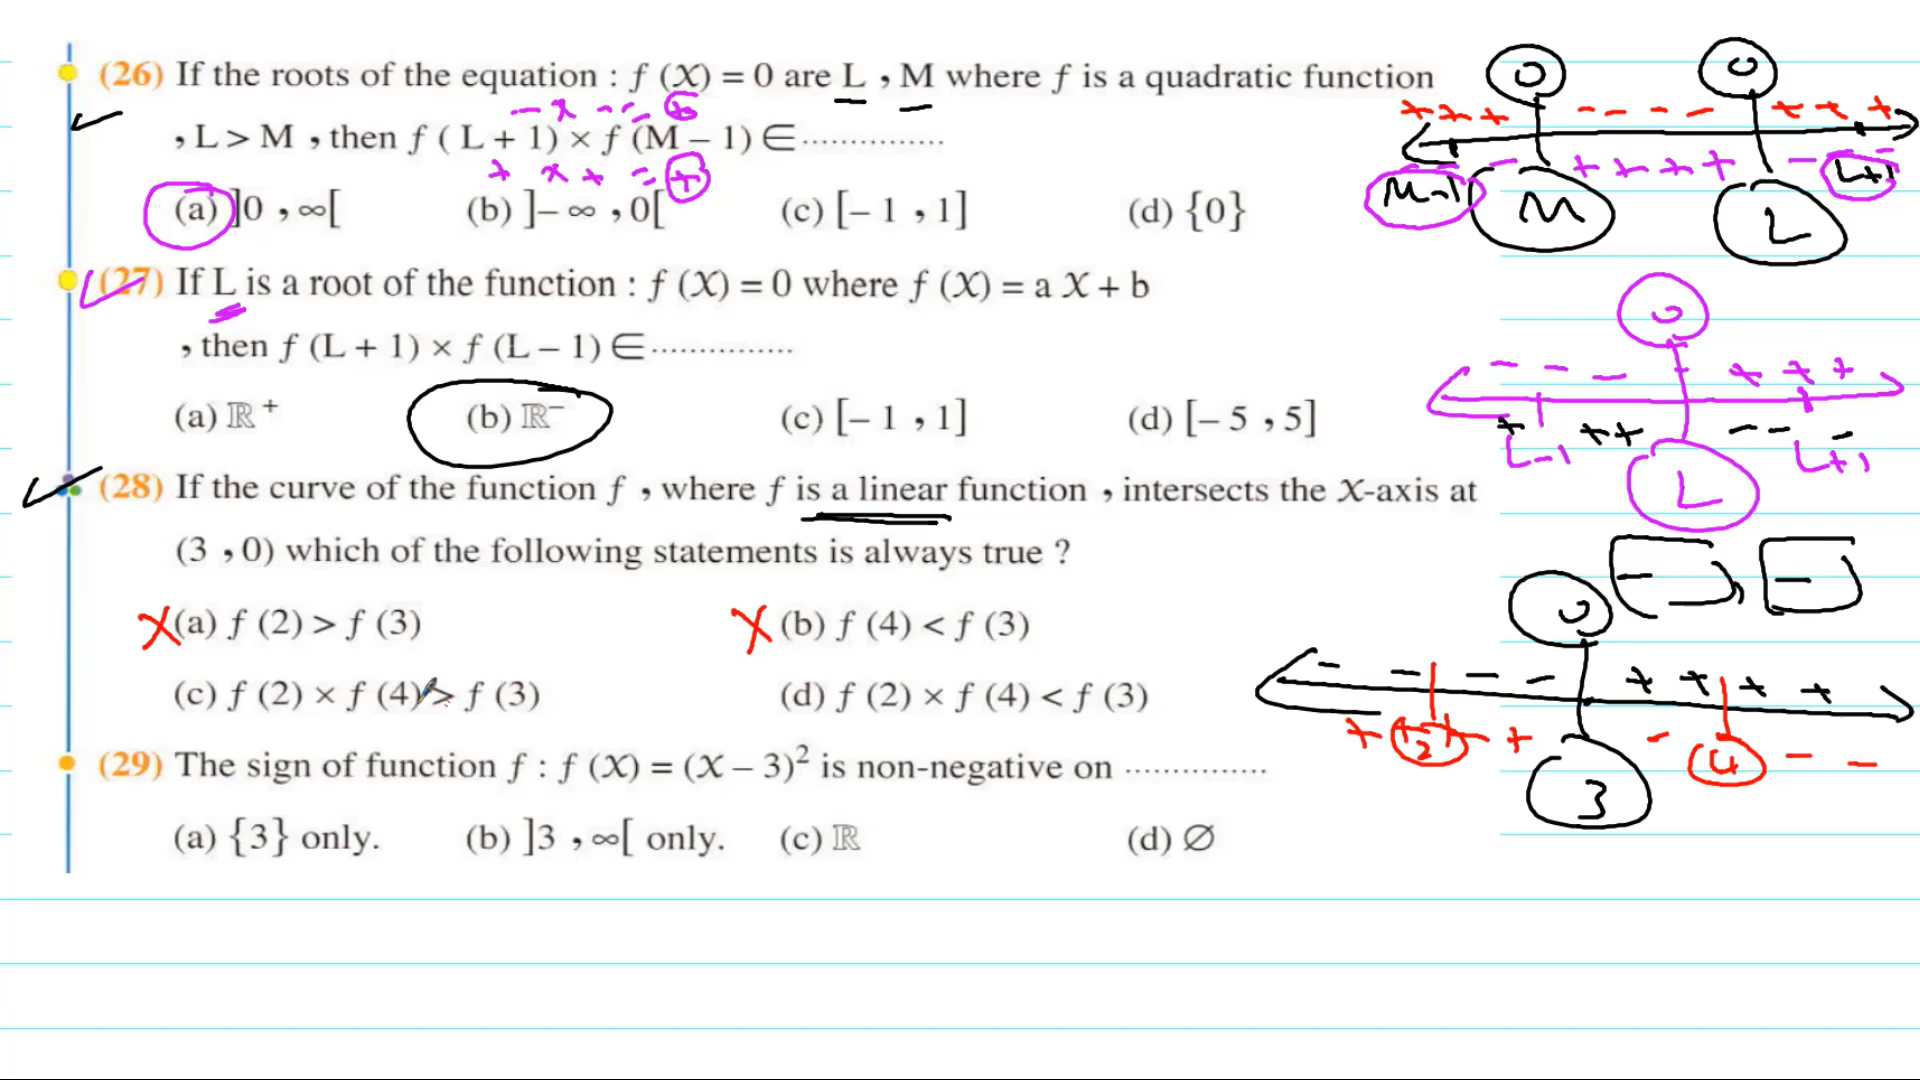 (26) If the roots of the equation : f (X) = 0 are L , M where f is a quadratic function
- × - = +
, L > M , then f ( L + 1) × f (M – 1) ∈ ...............
+ × + = +
(a) ]0 , ∞[ (b) ]– ∞ , 0[ (c) [– 1 , 1] (d) {0}
0 0
+ + + - - - - + + +
- - + + + + - - -
M-1 M L L+1
(27) If L is a root of the function : f (X) = 0 where f (X) = a X + b
, then f (L + 1) × f (L – 1) ∈ ...............
(a) ℝ⁺ (b) ℝ⁻ (c) [– 1 , 1] (d) [– 5 , 5]
0
- - - + + +
+ + + - - -
L-1 L L+1
(28) If the curve of the function f , where f is a linear function , intersects the X-axis at
(3 , 0) which of the following statements is always true ?
X (a) f (2) > f (3) X (b) f (4) < f (3)
(c) f (2) × f (4) > f (3) (d) f (2) × f (4) < f (3)
- , -
0
- - - - + + + +
+ + + + - - -
2 3 4
(29) The sign of function f : f (X) = (X – 3)² is non-negative on ...............
(a) {3} only. (b) ]3 , ∞[ only. (c) ℝ (d) ∅